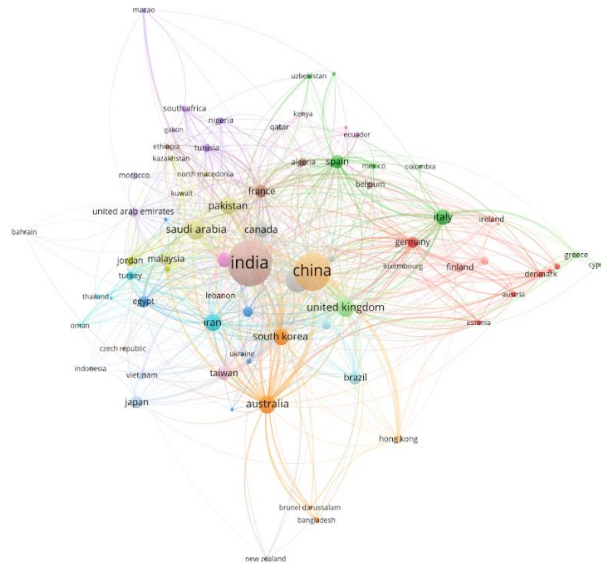 macao
uzbekistan
south africa
nigeria
kenya
gabon
qatar
ecuador
tunisia
ethiopia
kazakhstan
algeria
spain
mexico
colombia
morocco
north macedonia
belgium
kuwait
france
pakistan
united arab emirates
italy
ireland
saudi arabia
canada
bahrain
germany
greece
jordan
malaysia
india
china
luxembourg
finland
cypr
turkey
denmark
thailand
egypt
lebanon
austria
united kingdom
oman
iran
estonia
south korea
czech republic
ukraine
indonesia
viet nam
taiwan
brazil
japan
australia
hong kong
brunei darussalam
bangladesh
new zealand